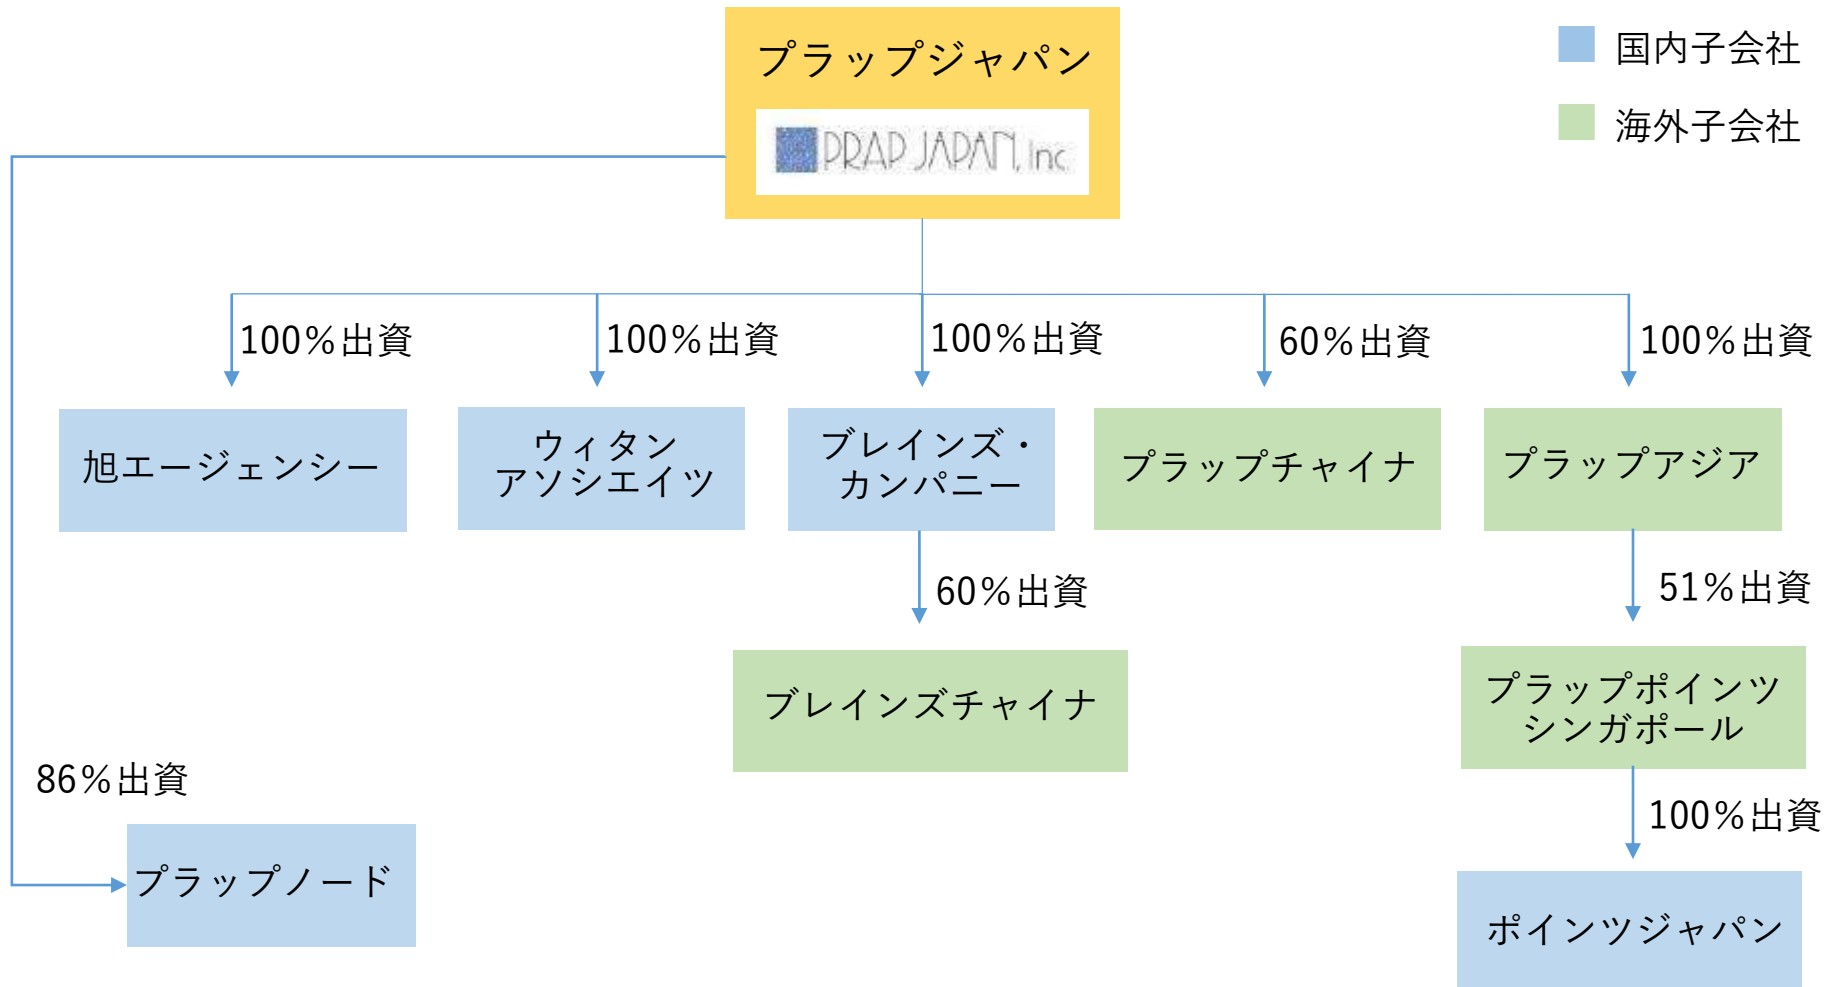 プラップジャパン
PRAP JAPAN, Inc.
国内子会社
海外子会社
100%出資
100%出資
100%出資
60%出資
100%出資
旭エージェンシー
ウィタン
アソシエイツ
ブレインズ・
カンパニー
プラップチャイナ
プラップアジア
60%出資
51%出資
ブレインズチャイナ
プラップポインツ
シンガポール
86%出資
100%出資
プラップノード
ポインツジャパン